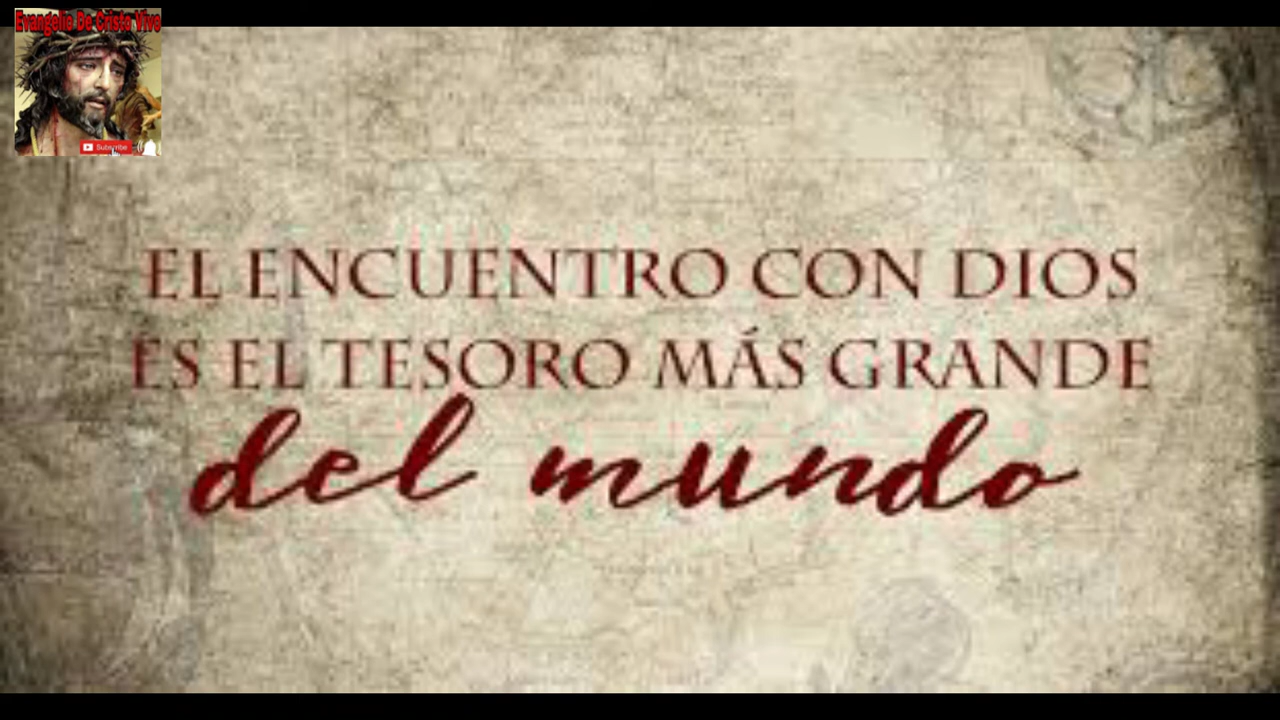 Evangelio De Cristo Vive
Subscribe
EL ENCUENTRO CON DIOS
ES EL TESORO MÁS GRANDE
del mundo